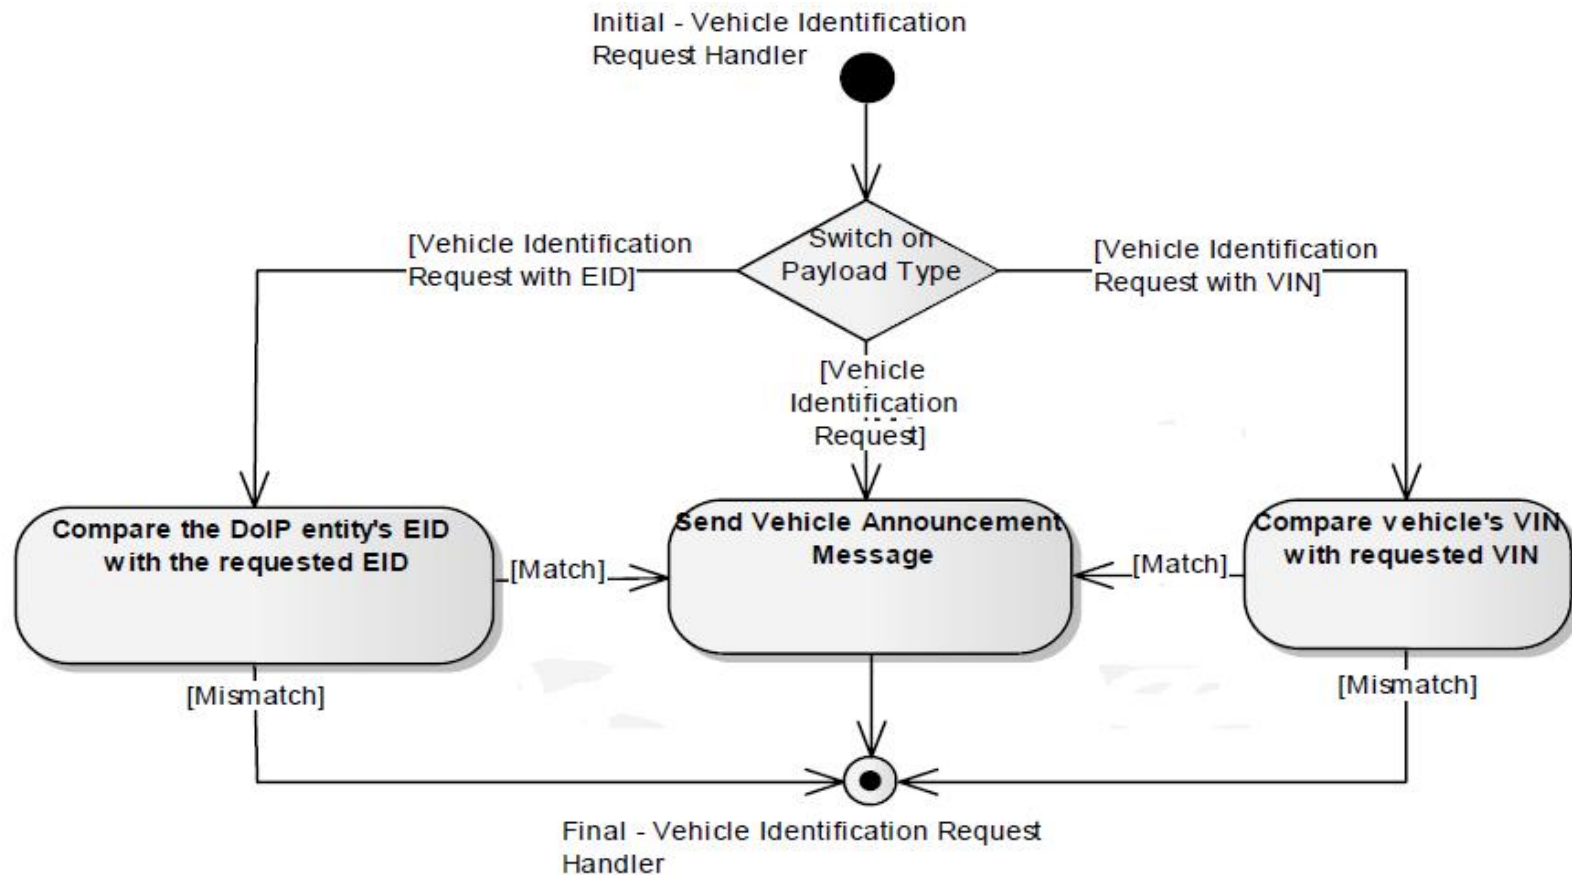 Initial - Vehicle Identification
Request Handler
Switch on
Payload Type
[Vehicle Identification
Request with EID]
[Vehicle Identification
Request with VIN]
[Vehicle
Identification
Request]
Compare the DoIP entity's EID
with the requested EID
[Match]
Send Vehicle Announcement
Message
[Match]
Compare vehicle's VIN
with requested VIN
[Mismatch]
[Mismatch]
Final - Vehicle Identification Request
Handler